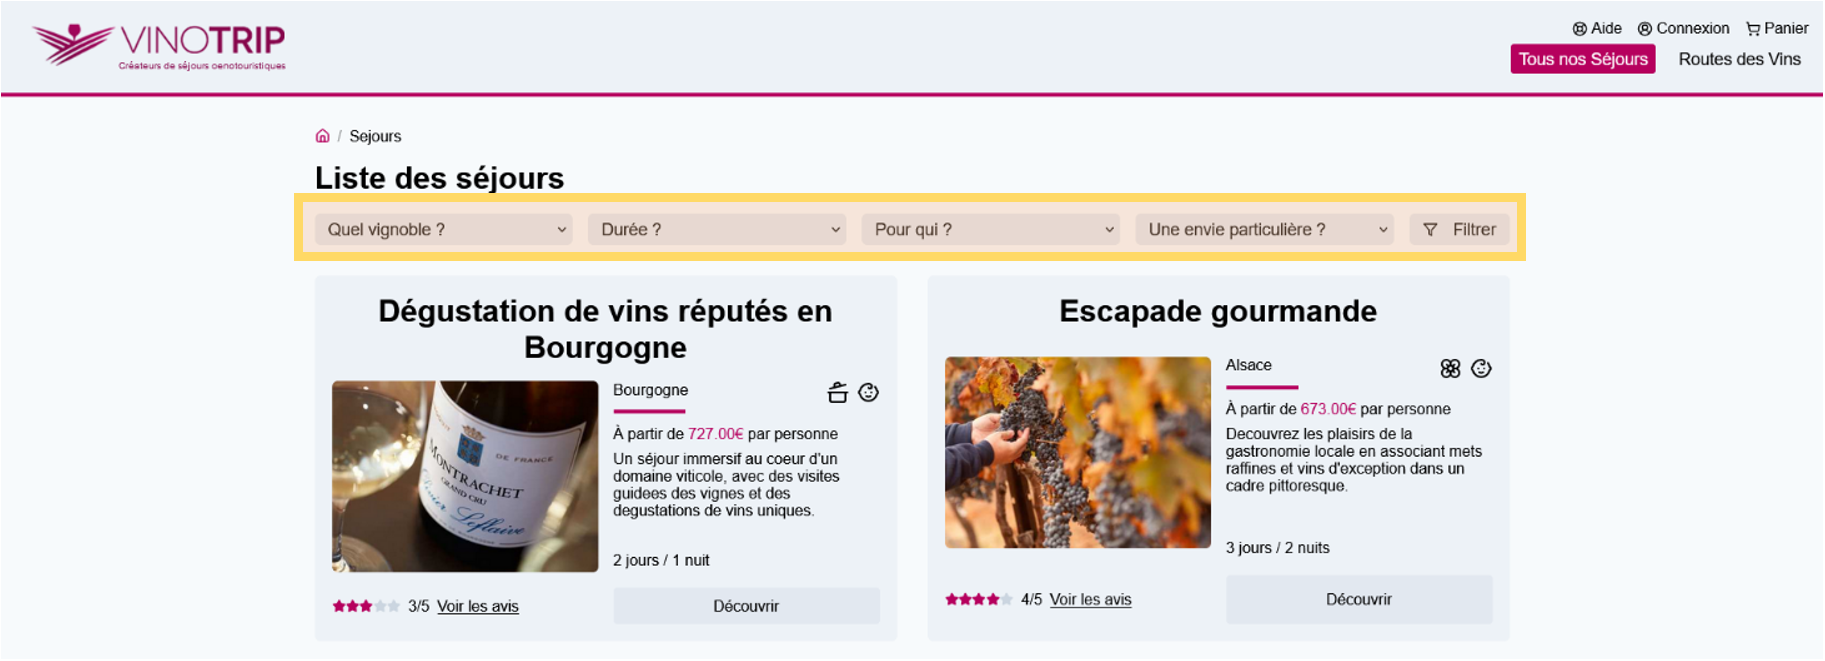 VINOTRIP
Créateurs de séjours oenotouristiques
Aide Connexion Panier
Tous nos Séjours Routes des Vins
/ Sejours
Liste des séjours
Quel vignoble ? Durée ? Pour qui ? Une envie particulière ? Filtrer
Dégustation de vins réputés en
Bourgogne
Bourgogne
À partir de 727.00€ par personne
Un séjour immersif au coeur d'un
domaine viticole, avec des visites
guidees des vignes et des
degustations de vins uniques.
2 jours / 1 nuit
MONTRACHET
GRAND CRU
DE FRANCE
Olivier Leflaive
3/5 Voir les avis
Découvrir
Escapade gourmande
Alsace
À partir de 673.00€ par personne
Decouvrez les plaisirs de la
gastronomie locale en associant mets
raffines et vins d'exception dans un
cadre pittoresque.
3 jours / 2 nuits
4/5 Voir les avis
Découvrir